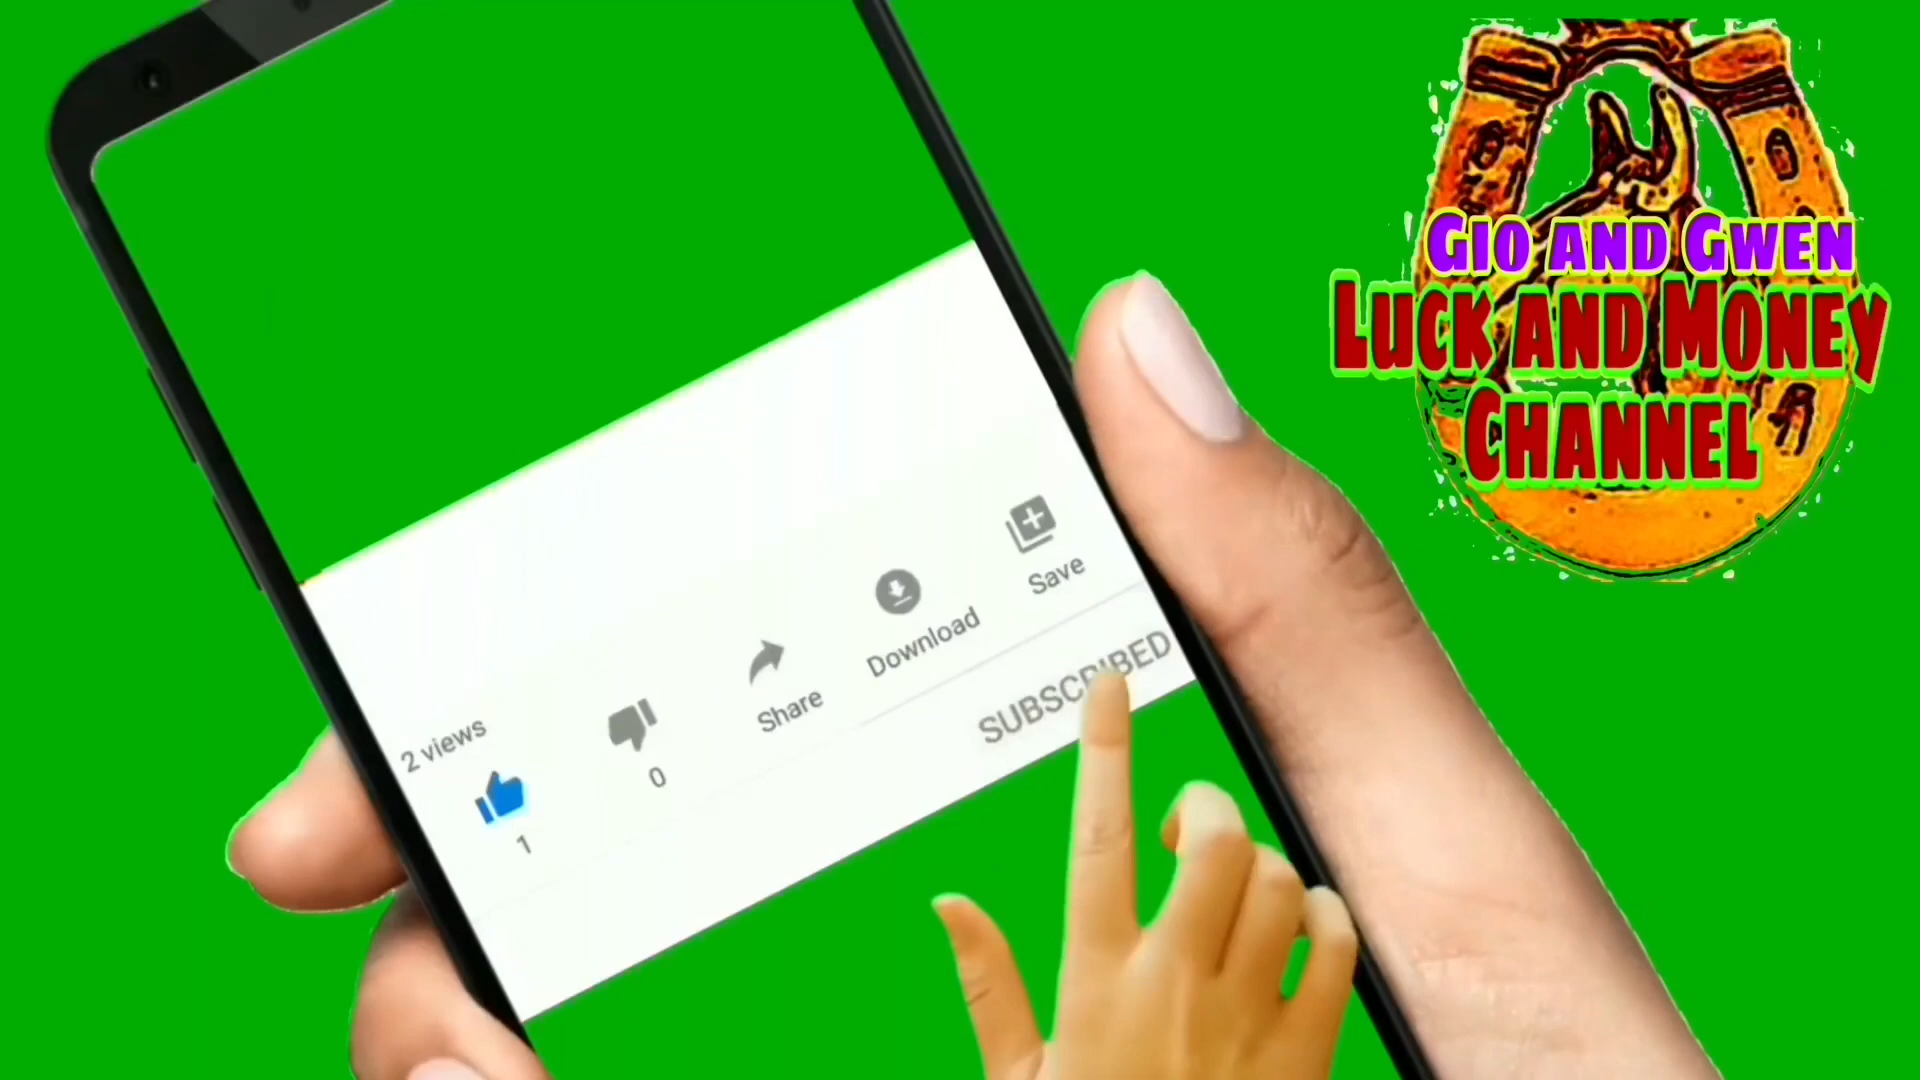 GIO AND GWEN
LUCK AND MONEY
CHANNEL
Save
Download
Share
2 views
0
1
SUBSCRIBED